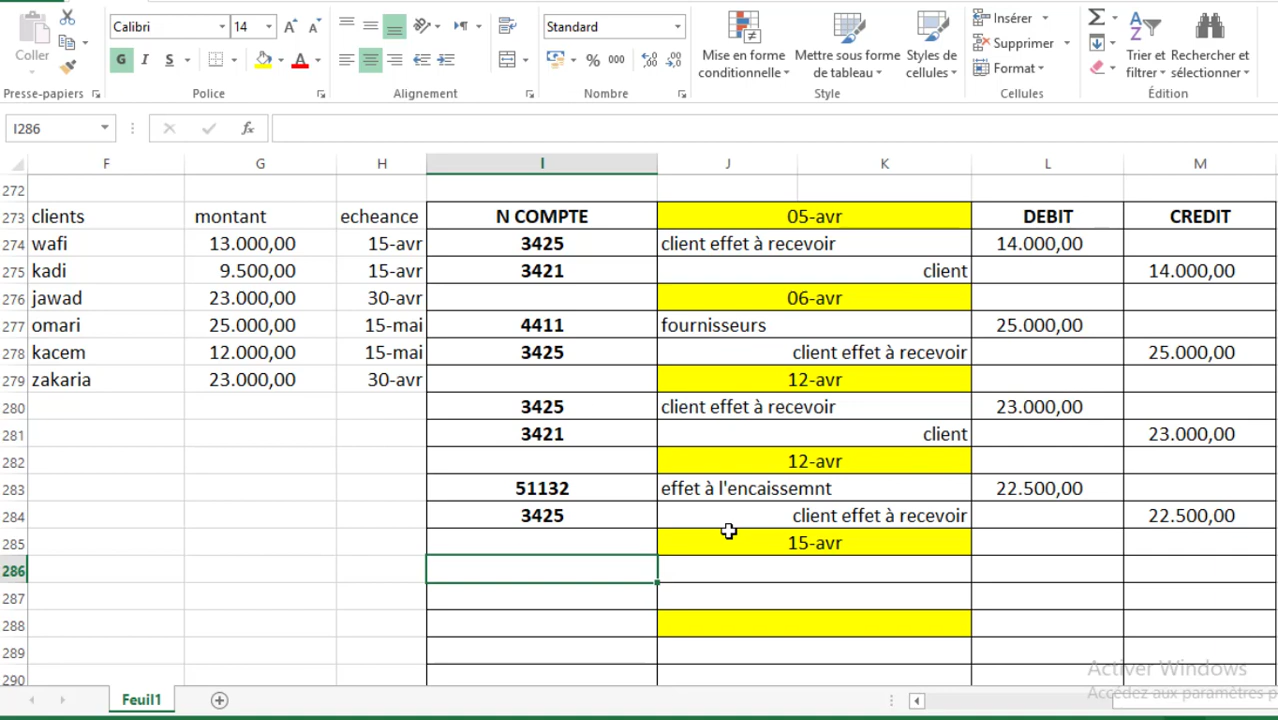 Calibri 14 Standard Insérer
Coller G I S % 000 Mise en forme conditionnelle Mettre sous forme de tableau Styles de cellules Supprimer Format Trier et filtrer Rechercher et sélectionner
Presse-papiers Police Alignement Nombre Style Cellules Édition
I286 fx
F G H I J K L M
272
273 clients montant echeance N COMPTE 05-avr DEBIT CREDIT
274 wafi 13.000,00 15-avr 3425 client effet à recevoir 14.000,00
275 kadi 9.500,00 15-avr 3421 client 14.000,00
276 jawad 23.000,00 30-avr 06-avr
277 omari 25.000,00 15-mai 4411 fournisseurs 25.000,00
278 kacem 12.000,00 15-mai 3425 client effet à recevoir 25.000,00
279 zakaria 23.000,00 30-avr 12-avr
280 3425 client effet à recevoir 23.000,00
281 3421 client 23.000,00
282 12-avr
283 51132 effet à l'encaissemnt 22.500,00
284 3425 client effet à recevoir 22.500,00
285 15-avr
286
287
288
289
290
Activer Windows
Accédez aux paramètres p
Feuil1